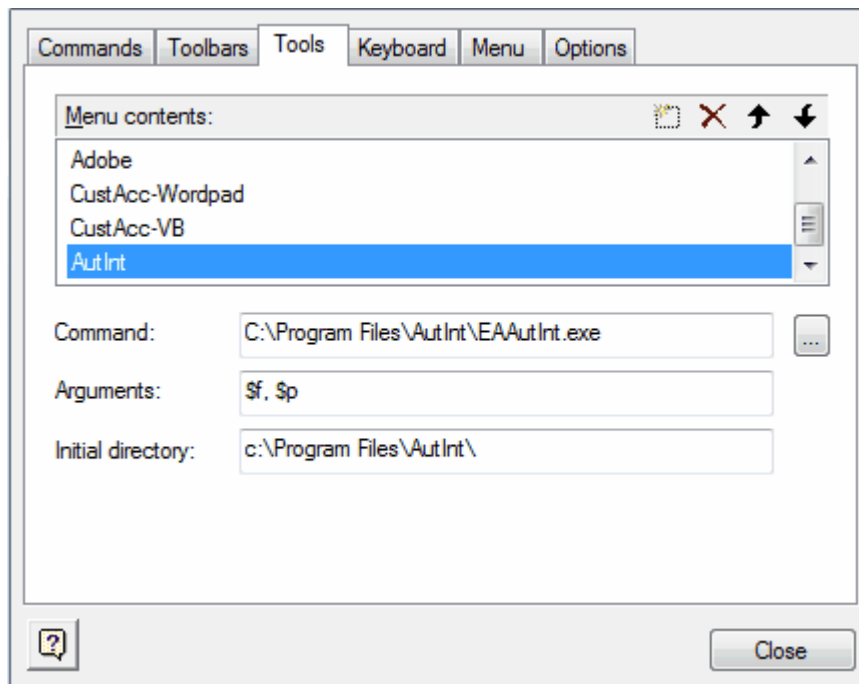 Commands Toolbars Tools Keyboard Menu Options
Menu contents:
Adobe
CustAcc-Wordpad
CustAcc-VB
AutInt
Command: C:\Program Files\AutInt\EAAutInt.exe ...
Arguments: $f, $p
Initial directory: c:\Program Files\AutInt\
? Close